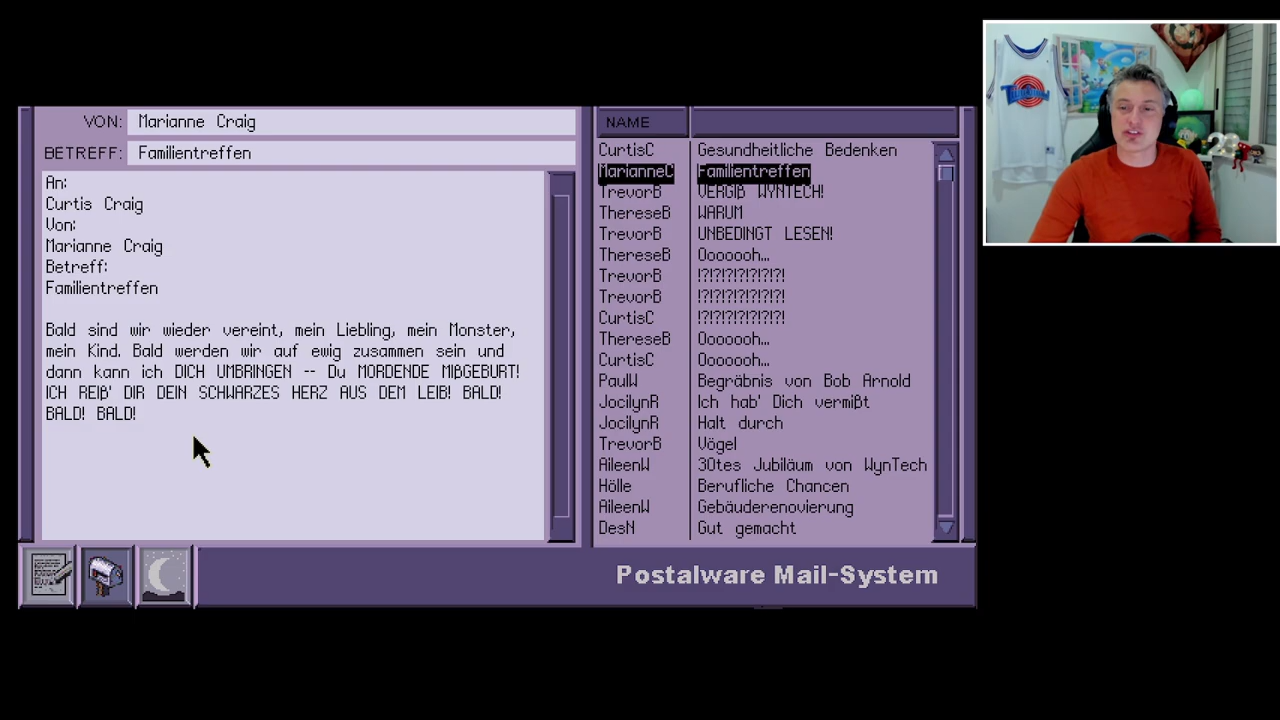 VON: Marianne Craig
BETREFF: Familientreffen
An:
Curtis Craig
Von:
Marianne Craig
Betreff:
Familientreffen
Bald sind wir wieder vereint, mein Liebling, mein Monster,
mein Kind. Bald werden wir auf ewig zusammen sein und
dann kann ich DICH UMBRINGEN -- Du MORDENDE MIßGEBURT!
ICH REIß' DIR DEIN SCHWARZES HERZ AUS DEM LEIB! BALD!
BALD! BALD!
NAME
CurtisC Gesundheitliche Bedenken
MarianneC Familientreffen
TrevorB VERGIß WYNTECH!
ThereseB WARUM
TrevorB UNBEDINGT LESEN!
ThereseB Ooooooh...
TrevorB !?!?!?!?!?!?!?!
TrevorB !?!?!?!?!?!?!?!
CurtisC !?!?!?!?!?!?!?!
ThereseB Ooooooh...
CurtisC Ooooooh...
PaulW Begräbnis von Bob Arnold
JocilynR Ich hab' Dich vermißt
JocilynR Halt durch
TrevorB Vögel
AileenW 30tes Jubiläum von WynTech
Hölle Berufliche Chancen
AileenW Gebäuderenovierung
DesN Gut gemacht
Postalware Mail-System